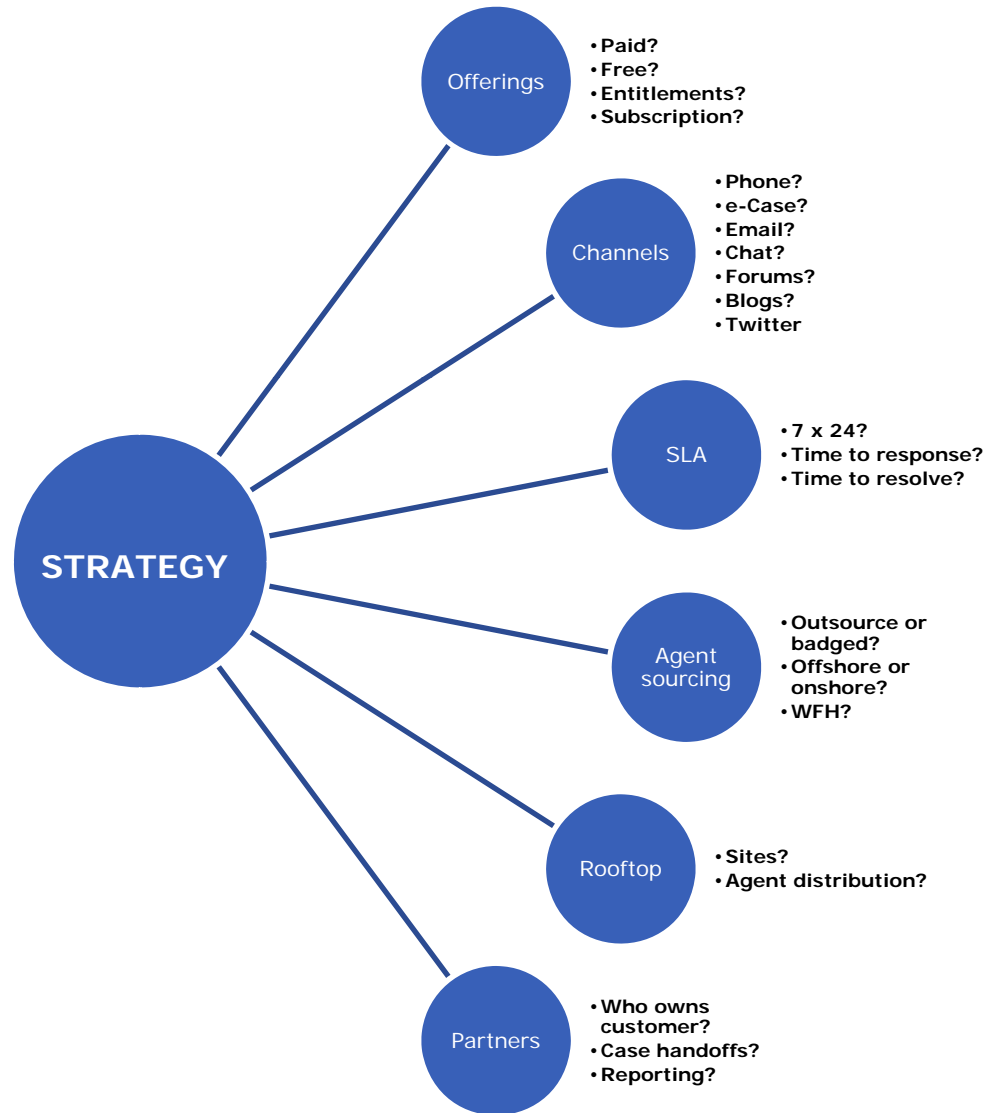 Offerings
• Paid?
• Free?
• Entitlements?
• Subscription?
Channels
• Phone?
• e-Case?
• Email?
• Chat?
• Forums?
• Blogs?
• Twitter
SLA
• 7 x 24?
• Time to response?
• Time to resolve?
STRATEGY
Agent
sourcing
• Outsource or
badged?
• Offshore or
onshore?
• WFH?
Rooftop
• Sites?
• Agent distribution?
Partners
• Who owns
customer?
• Case handoffs?
• Reporting?